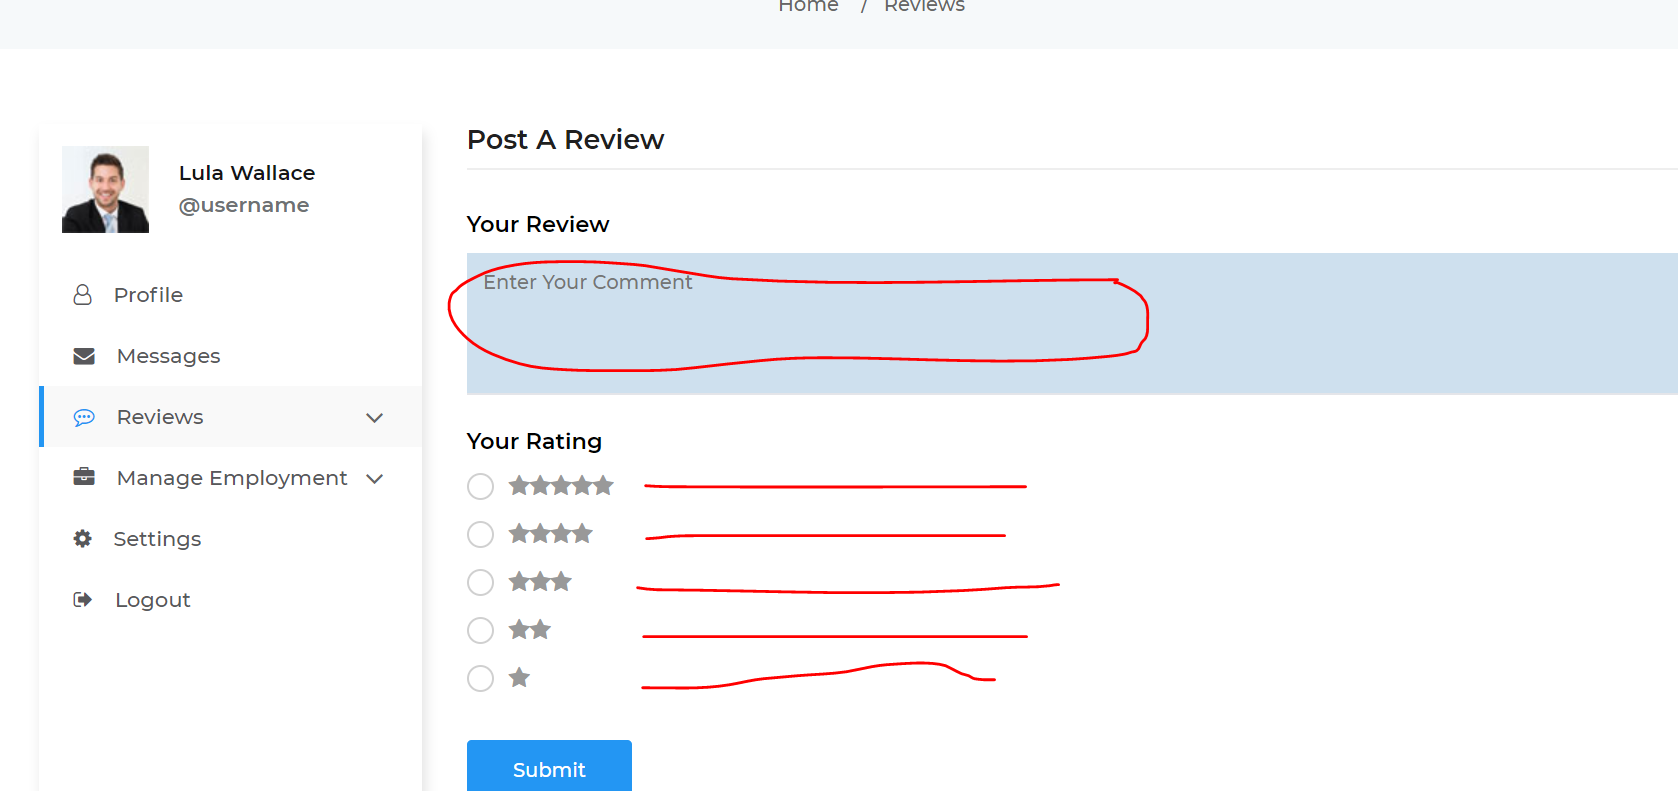 Home / Reviews
Lula Wallace
@username
Profile
Messages
Reviews
Manage Employment
Settings
Logout
Post A Review
Your Review
Enter Your Comment
Your Rating
Submit